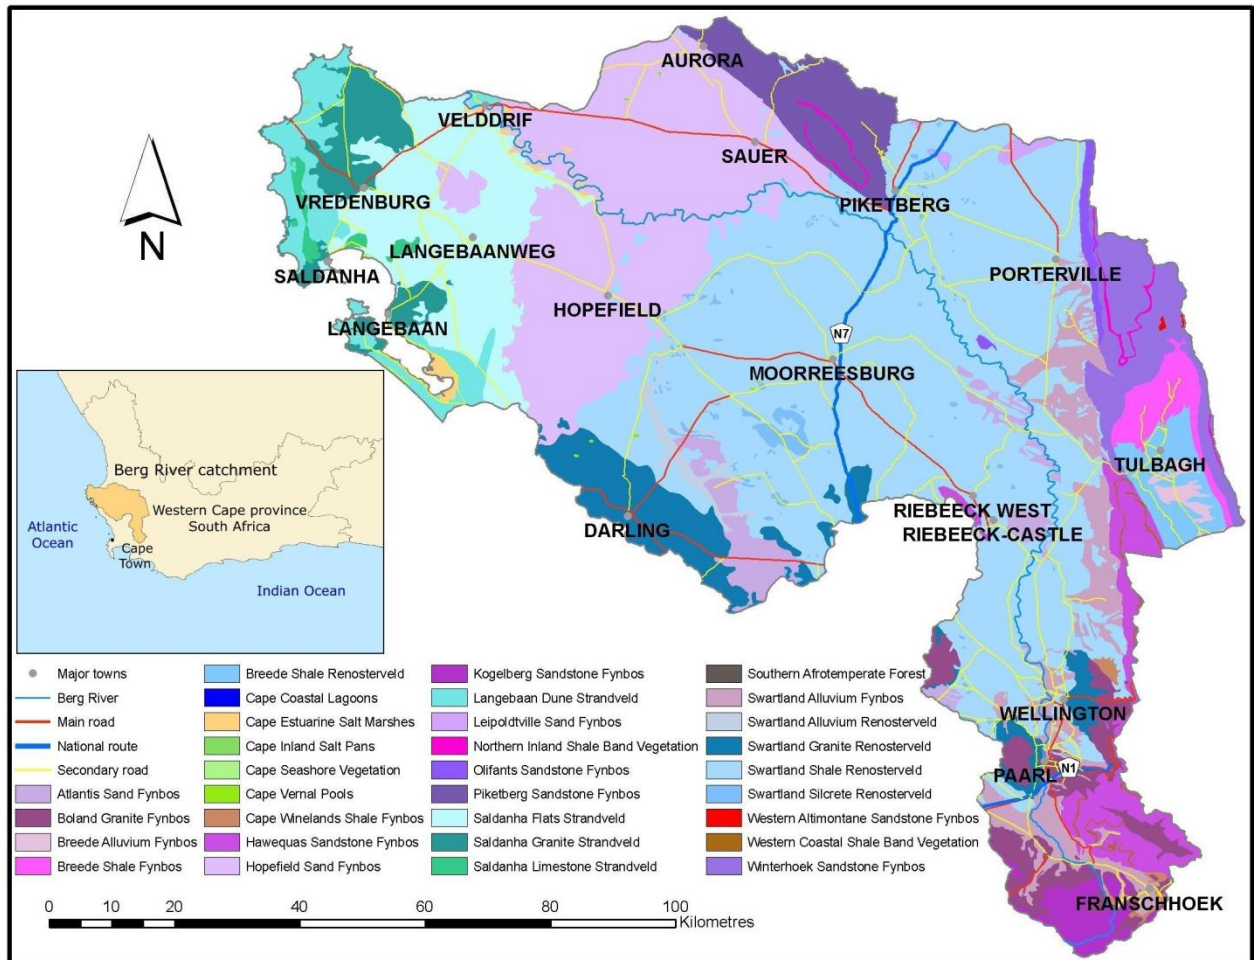 AURORA
VELDDRIF
SAUER
VREDENBURG
PIKETBERG
N
LANGEBAANWEG
SALDANHA
PORTERVILLE
HOPEFIELD
LANGEBAAN
N7
MOORREESBURG
TULBAGH
RIEBEECK WEST
DARLING
RIEBEECK-CASTLE
WELLINGTON
PAARL
N1
FRANSCHHOEK
Berg River catchment
Western Cape province
South Africa
Atlantic
Ocean
Cape
Town
Indian Ocean
Major towns
Berg River
Main road
National route
Secondary road
Atlantis Sand Fynbos
Boland Granite Fynbos
Breede Alluvium Fynbos
Breede Shale Fynbos
Breede Shale Renosterveld
Cape Coastal Lagoons
Cape Estuarine Salt Marshes
Cape Inland Salt Pans
Cape Seashore Vegetation
Cape Vernal Pools
Cape Winelands Shale Fynbos
Hawequas Sandstone Fynbos
Hopefield Sand Fynbos
Kogelberg Sandstone Fynbos
Langebaan Dune Strandveld
Leipoldtville Sand Fynbos
Northern Inland Shale Band Vegetation
Olifants Sandstone Fynbos
Piketberg Sandstone Fynbos
Saldanha Flats Strandveld
Saldanha Granite Strandveld
Saldanha Limestone Strandveld
Southern Afrotemperate Forest
Swartland Alluvium Fynbos
Swartland Alluvium Renosterveld
Swartland Granite Renosterveld
Swartland Shale Renosterveld
Swartland Silcrete Renosterveld
Western Altimontane Sandstone Fynbos
Western Coastal Shale Band Vegetation
Winterhoek Sandstone Fynbos
0 10 20 40 60 80 100
Kilometres